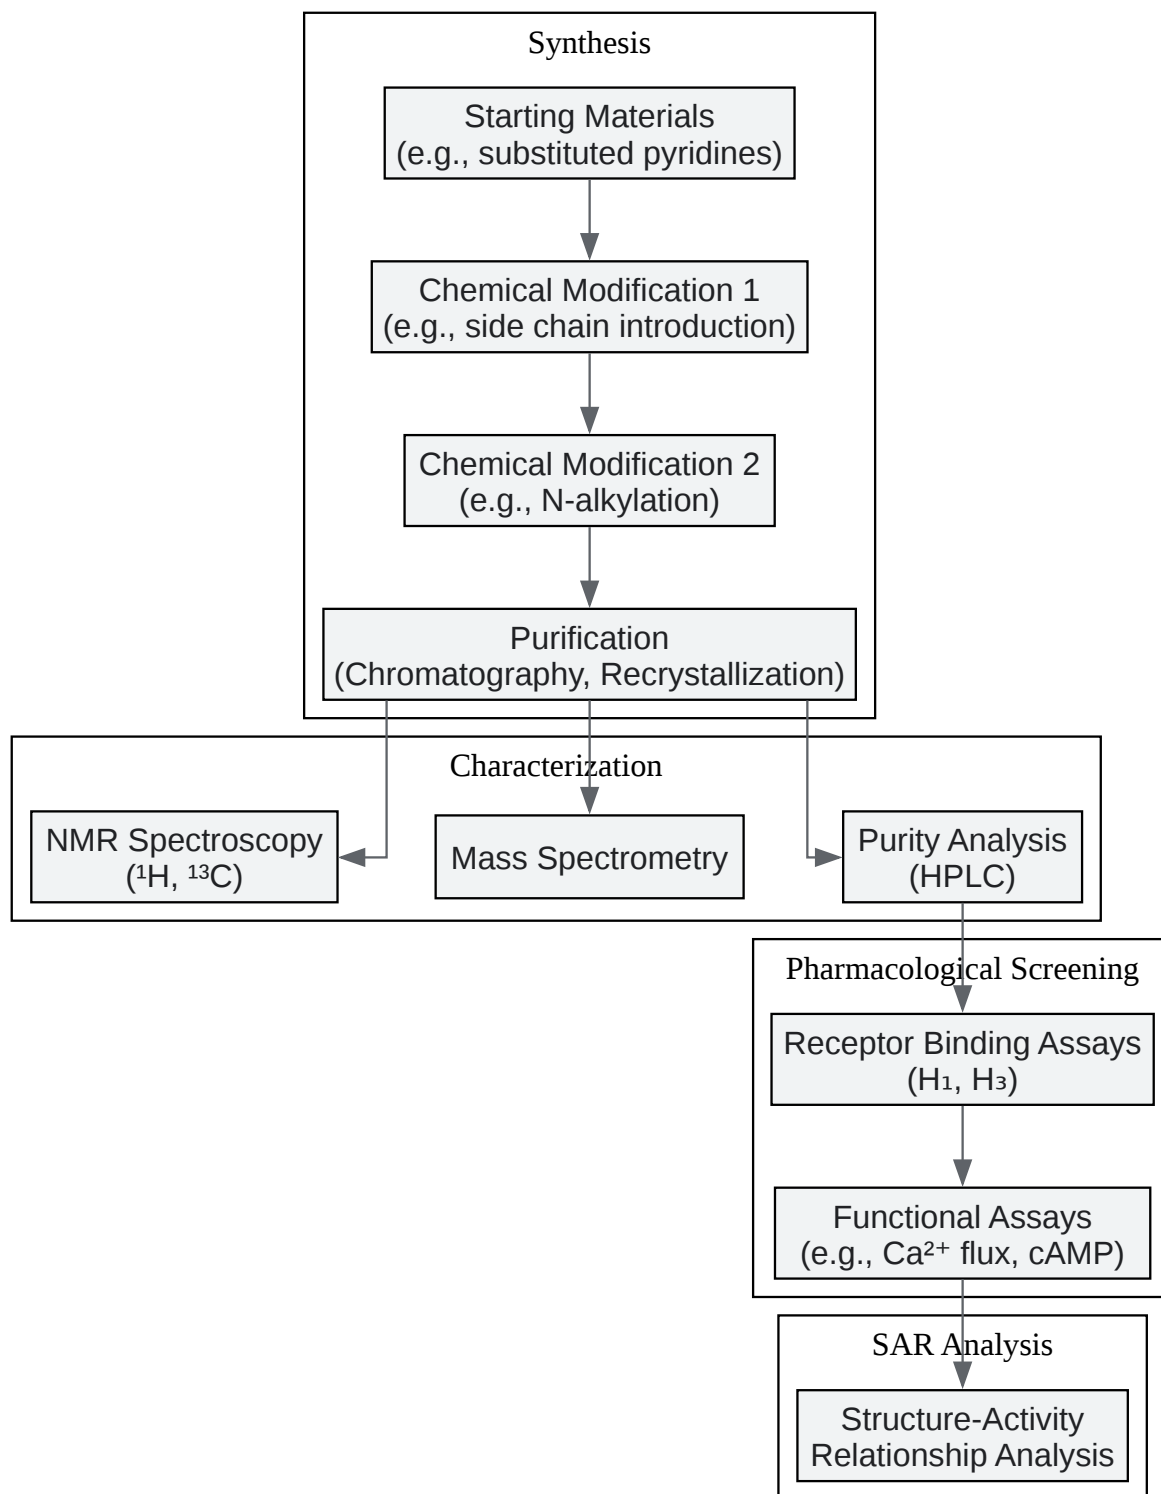 Synthesis
Starting Materials
(e.g., substituted pyridines)
Chemical Modification 1
(e.g., side chain introduction)
Chemical Modification 2
(e.g., N-alkylation)
Purification
(Chromatography, Recrystallization)
Characterization
NMR Spectroscopy
(¹H, ¹³C)
Mass Spectrometry
Purity Analysis
(HPLC)
Pharmacological Screening
Receptor Binding Assays
(H₁, H₃)
Functional Assays
(e.g., Ca²⁺ flux, cAMP)
SAR Analysis
Structure-Activity
Relationship Analysis